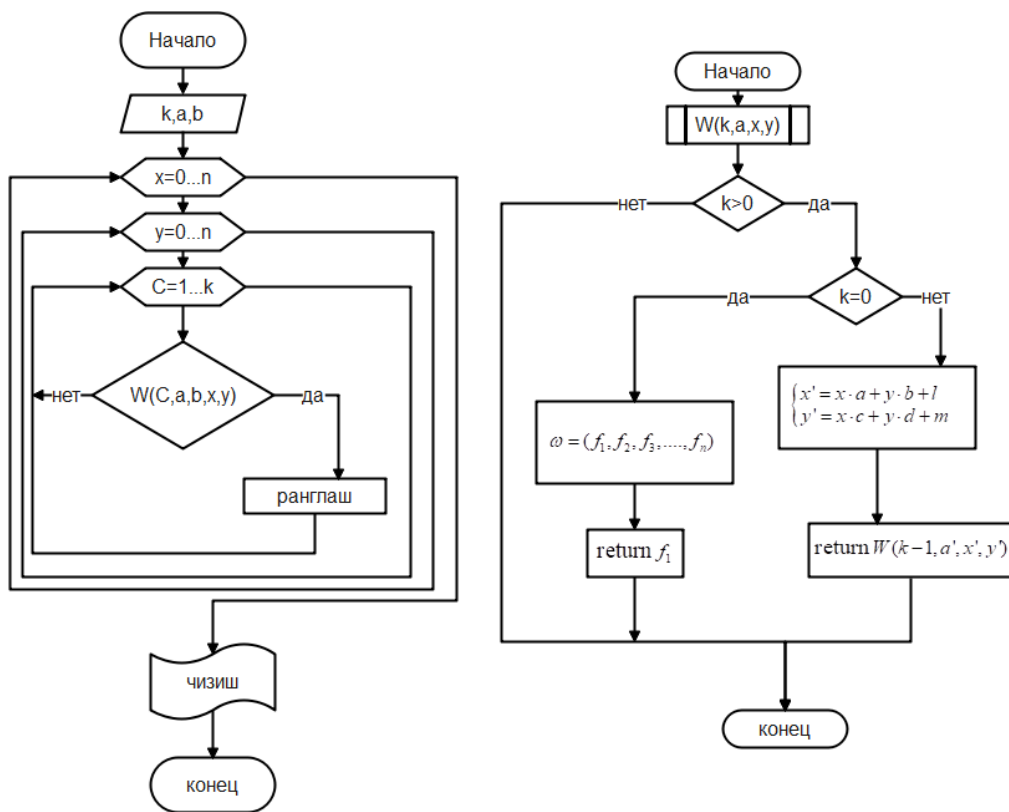 Начало
k,a,b
x=0...n
y=0...n
C=1...k
W(C,a,b,x,y)
нет
да
ранглаш
чизиш
конец
Начало
W(k,a,x,y)
k>0
нет
да
k=0
да
нет
ω = (f₁, f₂, f₃, ...., fₙ)
x' = x·a + y·b + l
y' = x·c + y·d + m
return f₁
return W(k−1, a', x', y')
конец